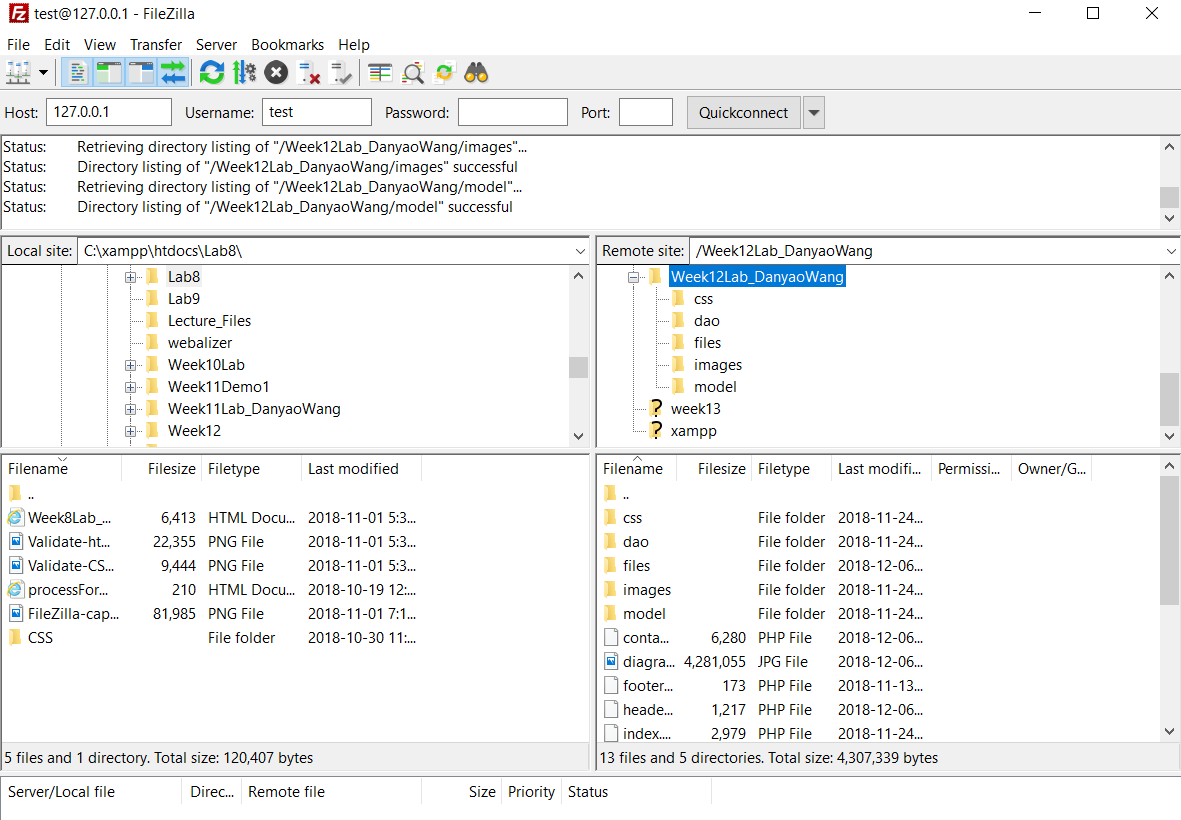 test@127.0.0.1 - FileZilla
File Edit View Transfer Server Bookmarks Help
Host: 127.0.0.1 Username: test Password: Port: Quickconnect
Status: Retrieving directory listing of "/Week12Lab_DanyaoWang/images"...
Status: Directory listing of "/Week12Lab_DanyaoWang/images" successful
Status: Retrieving directory listing of "/Week12Lab_DanyaoWang/model"...
Status: Directory listing of "/Week12Lab_DanyaoWang/model" successful
Local site: C:\xampp\htdocs\Lab8\
Lab8
Lab9
Lecture_Files
webalizer
Week10Lab
Week11Demo1
Week11Lab_DanyaoWang
Week12
Filename Filesize Filetype Last modified
..
Week8Lab_... 6,413 HTML Docu... 2018-11-01 5:3...
Validate-ht... 22,355 PNG File 2018-11-01 5:3...
Validate-CS... 9,444 PNG File 2018-11-01 5:3...
processFor... 210 HTML Docu... 2018-10-19 12:...
FileZilla-cap... 81,985 PNG File 2018-11-01 7:1...
CSS File folder 2018-10-30 11:...
5 files and 1 directory. Total size: 120,407 bytes
Remote site: /Week12Lab_DanyaoWang
Week12Lab_DanyaoWang
css
dao
files
images
model
? week13
? xampp
Filename Filesize Filetype Last modifi... Permissi... Owner/G...
..
css File folder 2018-11-24...
dao File folder 2018-11-24...
files File folder 2018-12-06...
images File folder 2018-11-24...
model File folder 2018-11-24...
conta... 6,280 PHP File 2018-12-06...
diagra... 4,281,055 JPG File 2018-12-06...
footer... 173 PHP File 2018-11-13...
heade... 1,217 PHP File 2018-12-06...
index.... 2,979 PHP File 2018-11-24...
13 files and 5 directories. Total size: 4,307,339 bytes
Server/Local file Direc... Remote file Size Priority Status